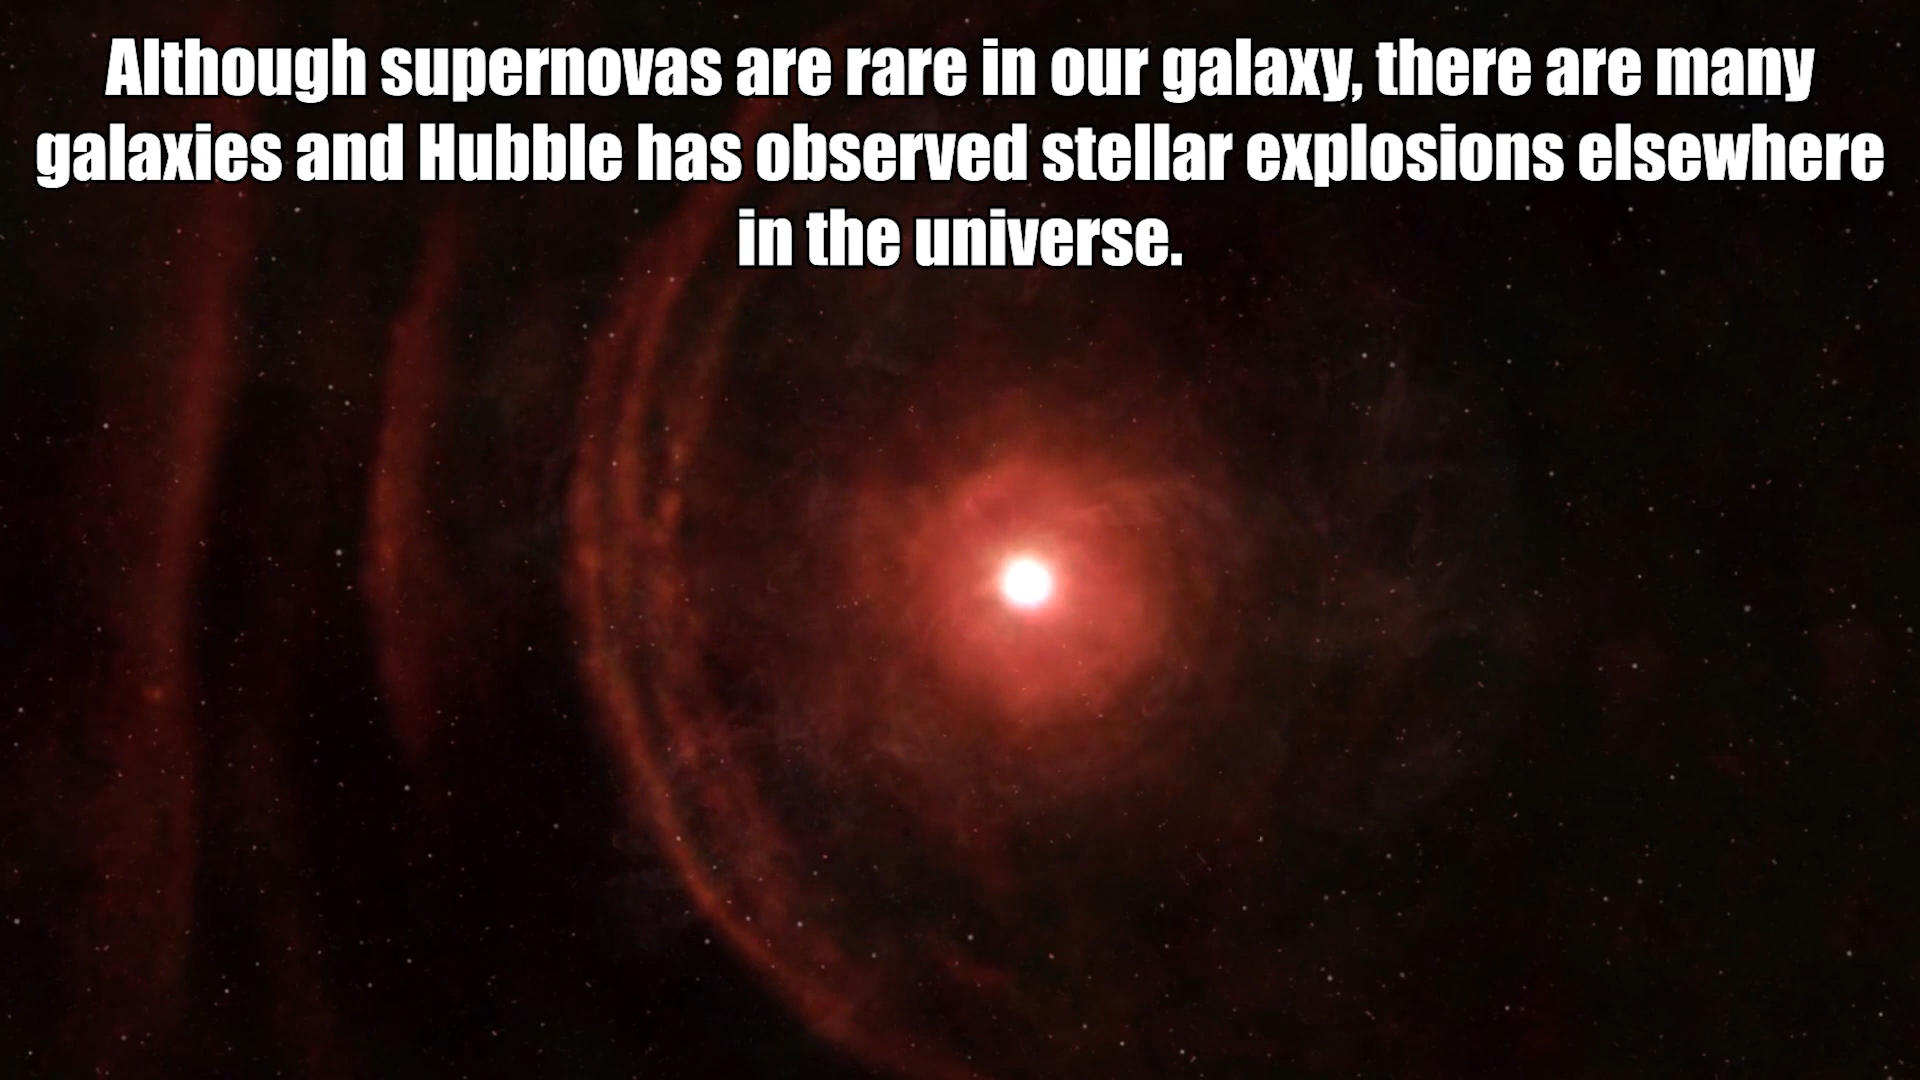 Although supernovas are rare in our galaxy, there are many
galaxies and Hubble has observed stellar explosions elsewhere
in the universe.